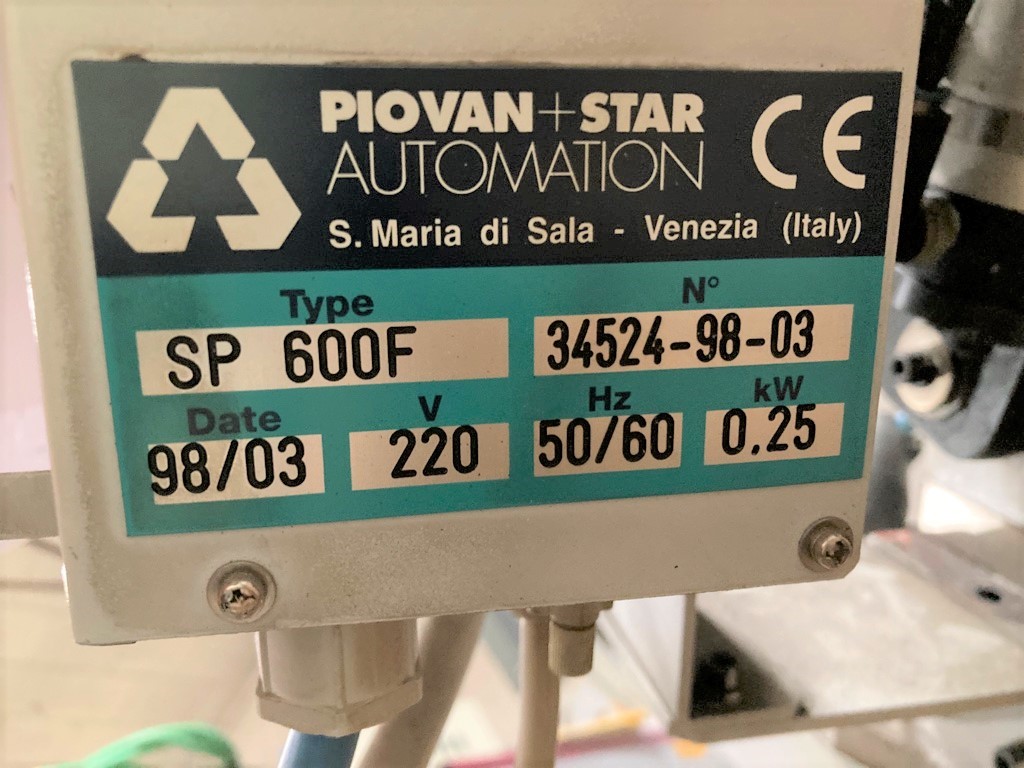 PIOVAN+STAR
AUTOMATION
CE
S. Maria di Sala - Venezia (Italy)
Type N°
SP 600F 34524-98-03
Date V Hz kW
98/03 220 50/60 0.25